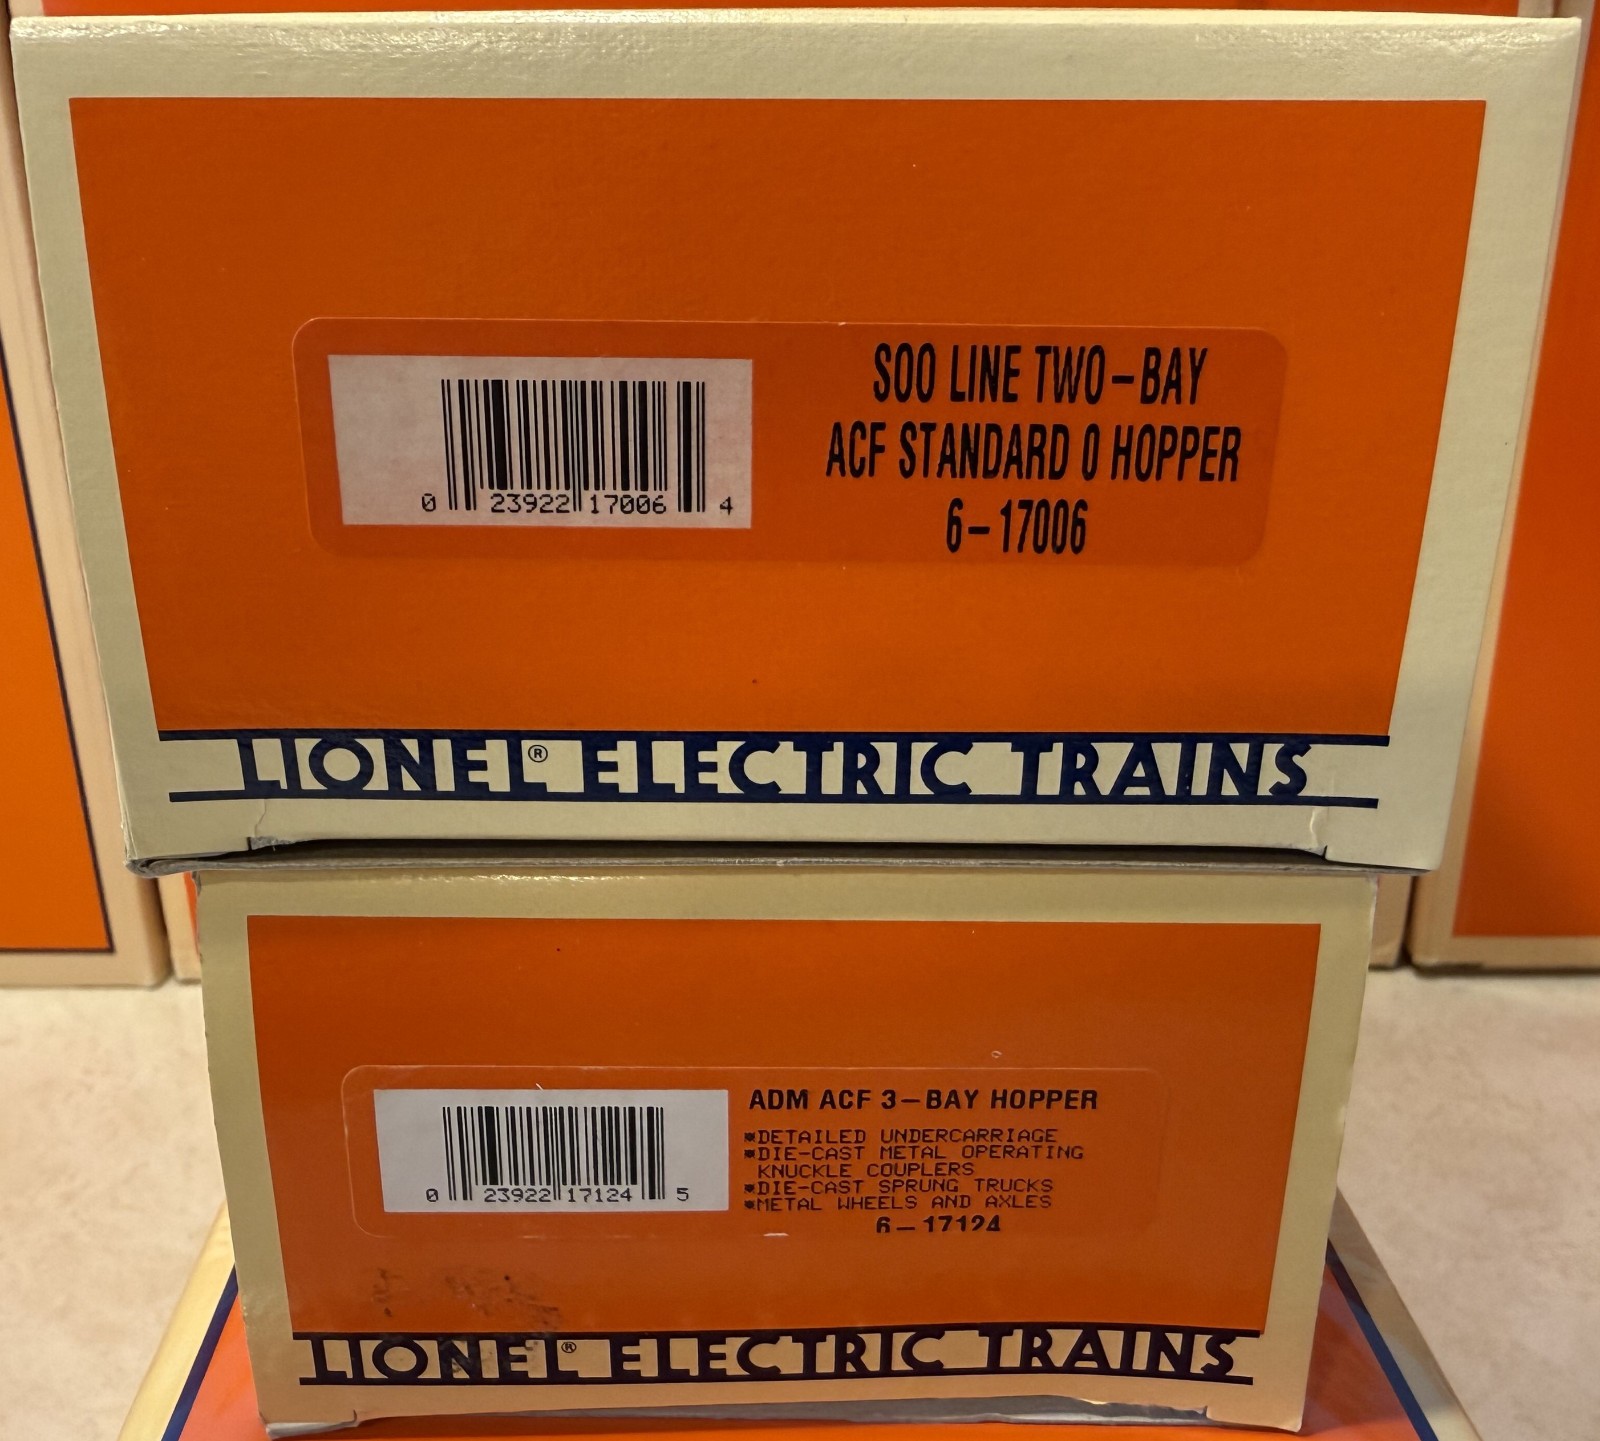 SOO LINE TWO-BAY
ACF STANDARD O HOPPER
6-17006
0 23922 17006 4
LIONEL® ELECTRIC TRAINS
ADM ACF 3-BAY HOPPER
*DETAILED UNDERCARRIAGE
*DIE-CAST METAL OPERATING
KNUCKLE COUPLERS
*DIE-CAST SPRUNG TRUCKS
*METAL WHEELS AND AXLES
6-17124
0 23922 17124 5
LIONEL® ELECTRIC TRAINS